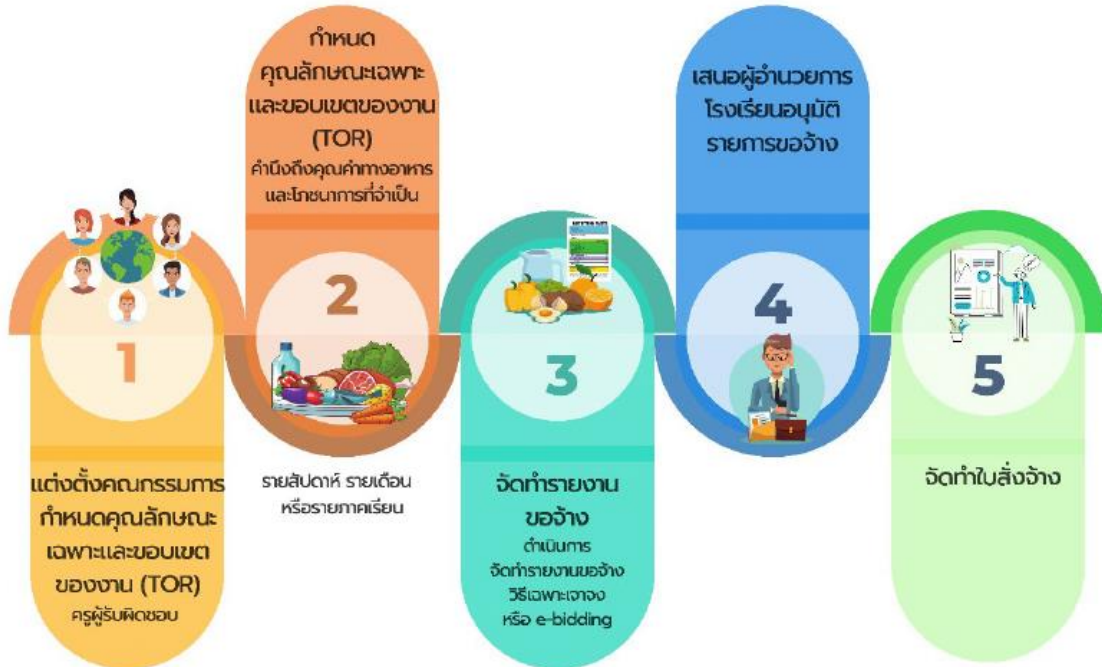 1
แต่งตั้งคณะกรรมการ
กำหนดคุณลักษณะ
เฉพาะและขอบเขต
ของงาน (TOR)
ครูผู้รับผิดชอบ
กำหนด
คุณลักษณะเฉพาะ
และขอบเขตของงาน
(TOR)
คำนึงถึงคุณค่าทางอาหาร
และโภชนาการที่จำเป็น
2
รายสัปดาห์ รายเดือน
หรือรายภาคเรียน
3
จัดทำรายงาน
ขอจ้าง
ดำเนินการ
จัดทำรายงานขอจ้าง
วิธีเฉพาะเจาจง
หรือ e-bidding
เสนอผู้อำนวยการ
โรงเรียนอนุมัติ
รายการขอจ้าง
4
5
จัดทำใบสั่งจ้าง